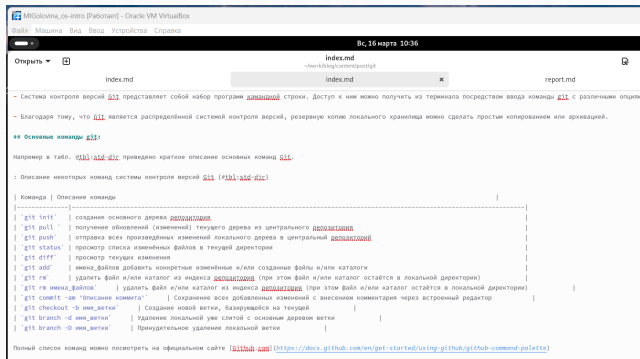 MIGolovina_os-intro [Работает] - Oracle VM VirtualBox
Файл Машина Вид Ввод Устройства Справка
Вс, 16 марта 10:36
Открыть
index.md
~/work/blog/content/post/git
index.md index.md × report.md
- Система контроля версий Git представляет собой набор программ командной строки. Доступ к ним можно получить из терминала посредством ввода команды git с различными опциям
- Благодаря тому, что Git является распределённой системой контроля версий, резервную копию локального хранилища можно сделать простым копированием или архивацией.
## Основные команды git:
Например в табл. @tbl:std-dir приведено краткое описание основных команд Git.
: Описание некоторых команд системы контроля версий Git {#tbl:std-dir}
| Команда | Описание команды |
| `git init` | создание основного дерева репозитория |
| `git pull ` | получение обновлений (изменений) текущего дерева из центрального репозитория |
| `git push` | отправка всех произведённых изменений локального дерева в центральный репозиторий |
| `git status` | просмотр списка изменённых файлов в текущей директории |
| `git diff` | просмотр текущих изменения |
| `git add` | имена_файлов добавить конкретные изменённые и/или созданные файлы и/или каталоги |
| `git rm` | удалить файл и/или каталог из индекса репозитория (при этом файл и/или каталог остаётся в локальной директории) |
| `git rm имена_файлов` | удалить файл и/или каталог из индекса репозитория (при этом файл и/или каталог остаётся в локальной директории) |
| `git commit -am 'Описание коммита'` | Сохранение всех добавленных изменений с внесением комментария через встроенный редактор |
| `git checkout -b имя_ветки` | Создание новой ветки, базирующейся на текущей |
| `git branch -d имя_ветки` | Удаление локальной уже слитой с основным деревом ветки |
| `git branch -D имя_ветки` | Принудительное удаление локальной ветки |
Полный список команд можно посмотреть на официальном сайте [Github.com](https://docs.github.com/en/get-started/using-github/github-command-palette)